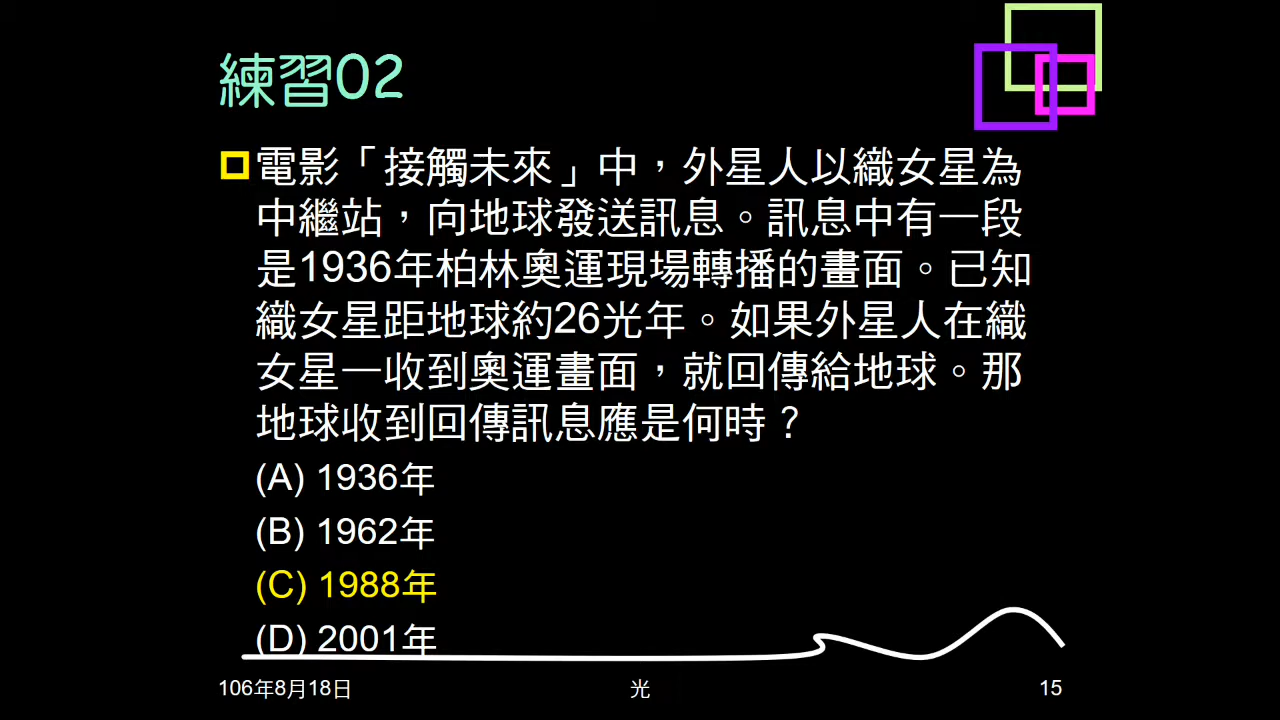 練習02
電影「接觸未來」中，外星人以織女星為
中繼站，向地球發送訊息。訊息中有一段
是1936年柏林奧運現場轉播的畫面。已知
織女星距地球約26光年。如果外星人在織
女星一收到奧運畫面，就回傳給地球。那
地球收到回傳訊息應是何時？
(A) 1936年
(B) 1962年
(C) 1988年
(D) 2001年
106年8月18日
光
15